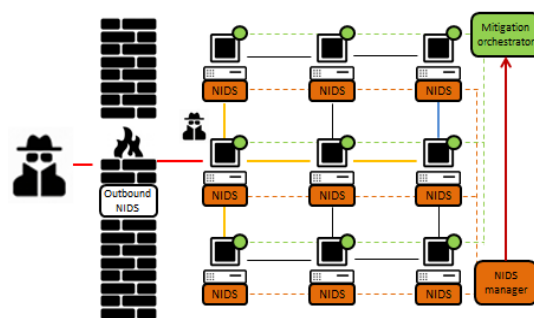 Mitigation
orchestrator
NIDS NIDS NIDS
Outbound
NIDS
NIDS NIDS NIDS
NIDS NIDS NIDS
NIDS
manager